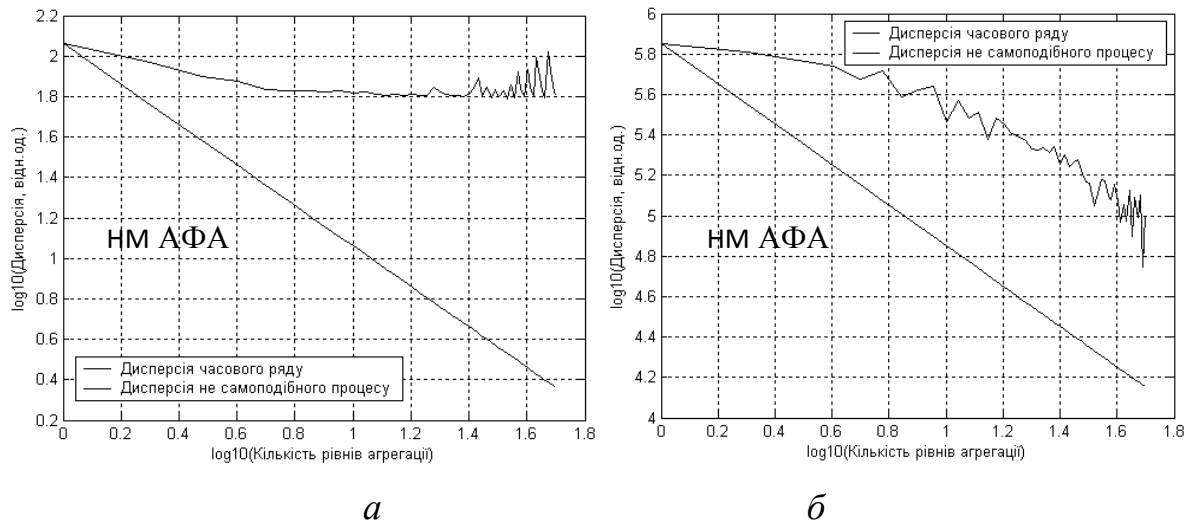 2.2
2
1.8
1.6
1.4
1.2
1
0.8
0.6
0.4
0.2
log10(Дисперсія, відн.од.)
нм АФА
Дисперсія часового ряду
Дисперсія не самоподібного процесу
0 0.2 0.4 0.6 0.8 1 1.2 1.4 1.6 1.8
log10(Кількість рівнів агрегації)
а
6
5.8
5.6
5.4
5.2
5
4.8
4.6
4.4
4.2
4
log10(Дисперсія, відн.од.)
Дисперсія часового ряду
Дисперсія не самоподібного процесу
нм АФА
0 0.2 0.4 0.6 0.8 1 1.2 1.4 1.6 1.8
log10(Кількість рівнів агрегації)
б